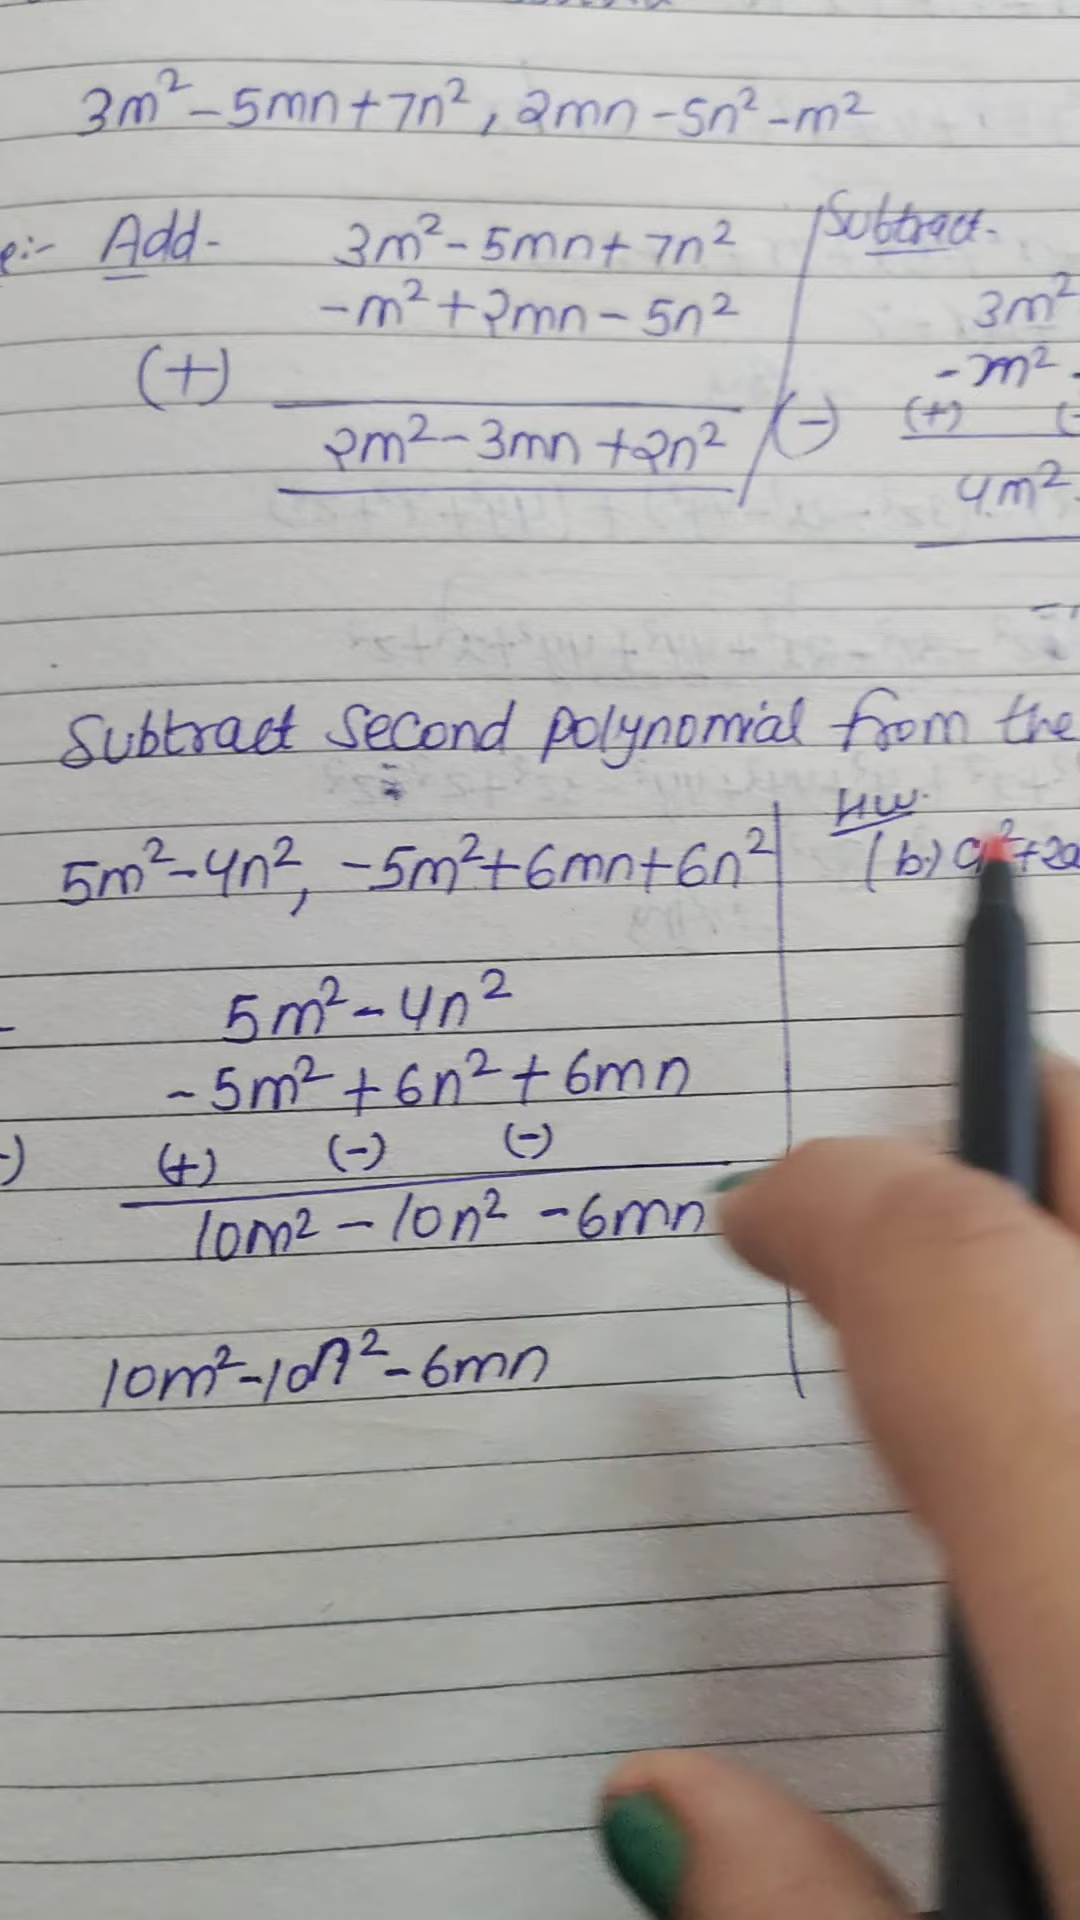 3m² - 5mn + 7n² , 2mn - 5n² - m²
e:- Add-
3m² - 5mn + 7n²
- m² + 2mn - 5n²
(+)
2m² - 3mn + 2n²
Subtract-
3m²
- m² -
(-) (+) (-
4m²
Subtract Second polynomial from the
5m² - 4n² , - 5m² + 6mn + 6n²
HW.
(b.) a² + 2a
5m² - 4n²
- 5m² + 6n² + 6mn
-) (+) (-) (-)
10m² - 10n² - 6mn
10m² - 10n² - 6mn